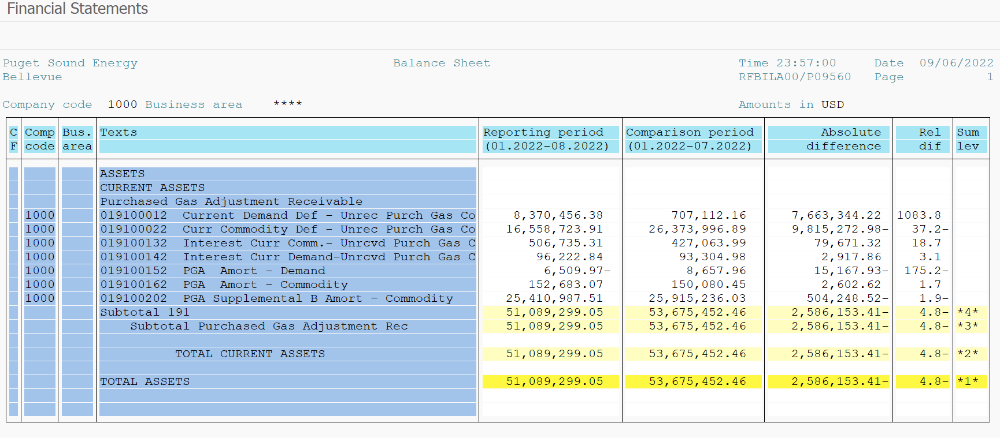 Financial Statements
Puget Sound Energy Balance Sheet Time 23:57:00 Date 09/06/2022
Bellevue RFBILA00/P09560 Page 1
Company code 1000 Business area **** Amounts in USD
C Comp Bus. Texts Reporting period Comparison period Absolute Rel Sum
F code area (01.2022-08.2022) (01.2022-07.2022) difference dif lev
ASSETS
CURRENT ASSETS
Purchased Gas Adjustment Receivable
1000 019100012 Current Demand Def - Unrec Purch Gas Co 8,370,456.38 707,112.16 7,663,344.22 1083.8
1000 019100022 Curr Commodity Def - Unrec Purch Gas Co 16,558,723.91 26,373,996.89 9,815,272.98- 37.2-
1000 019100132 Interest Curr Comm.- Unrcvd Purch Gas C 506,735.31 427,063.99 79,671.32 18.7
1000 019100142 Interest Curr Demand-Unrcvd Purch Gas C 96,222.84 93,304.98 2,917.86 3.1
1000 019100152 PGA Amort - Demand 6,509.97- 8,657.96 15,167.93- 175.2-
1000 019100162 PGA Amort - Commodity 152,683.07 150,080.45 2,602.62 1.7
1000 019100202 PGA Supplemental B Amort - Commodity 25,410,987.51 25,915,236.03 504,248.52- 1.9-
Subtotal 191 51,089,299.05 53,675,452.46 2,586,153.41- 4.8- *4*
Subtotal Purchased Gas Adjustment Rec 51,089,299.05 53,675,452.46 2,586,153.41- 4.8- *3*
TOTAL CURRENT ASSETS 51,089,299.05 53,675,452.46 2,586,153.41- 4.8- *2*
TOTAL ASSETS 51,089,299.05 53,675,452.46 2,586,153.41- 4.8- *1*